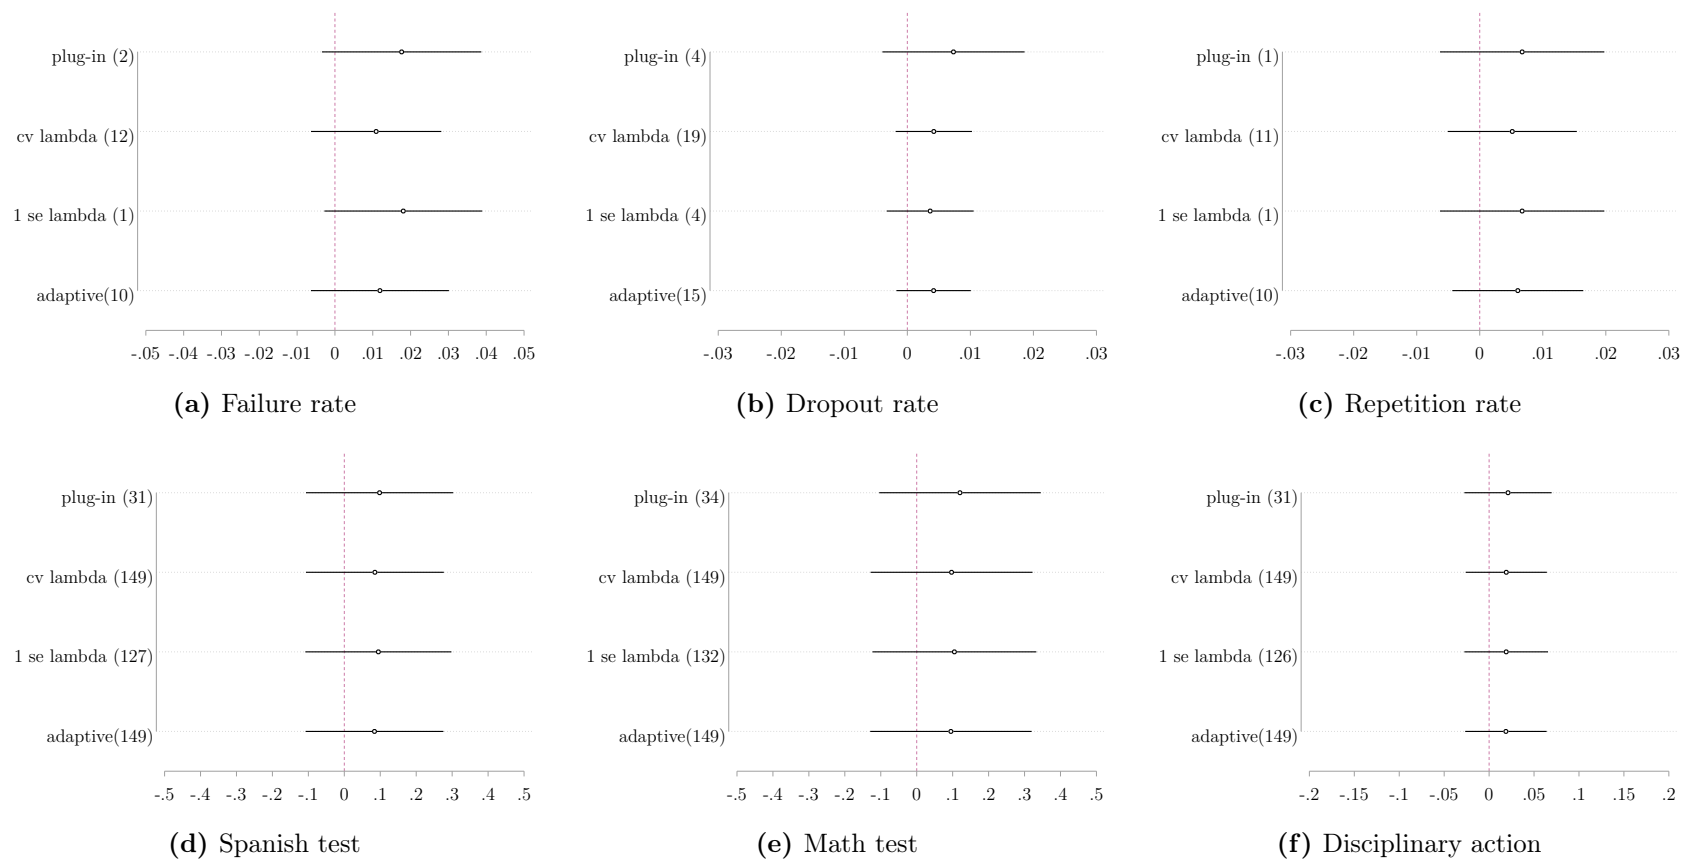 plug-in (2)
cv lambda (12)
1 se lambda (1)
adaptive(10)
-.05 -.04 -.03 -.02 -.01 0 .01 .02 .03 .04 .05
(a) Failure rate
plug-in (4)
cv lambda (19)
1 se lambda (4)
adaptive(15)
-.03 -.02 -.01 0 .01 .02 .03
(b) Dropout rate
plug-in (1)
cv lambda (11)
1 se lambda (1)
adaptive(10)
-.03 -.02 -.01 0 .01 .02 .03
(c) Repetition rate
plug-in (31)
cv lambda (149)
1 se lambda (127)
adaptive(149)
-.5 -.4 -.3 -.2 -.1 0 .1 .2 .3 .4 .5
(d) Spanish test
plug-in (34)
cv lambda (149)
1 se lambda (132)
adaptive(149)
-.5 -.4 -.3 -.2 -.1 0 .1 .2 .3 .4 .5
(e) Math test
plug-in (31)
cv lambda (149)
1 se lambda (126)
adaptive(149)
-.2 -.15 -.1 -.05 0 .05 .1 .15 .2
(f) Disciplinary action